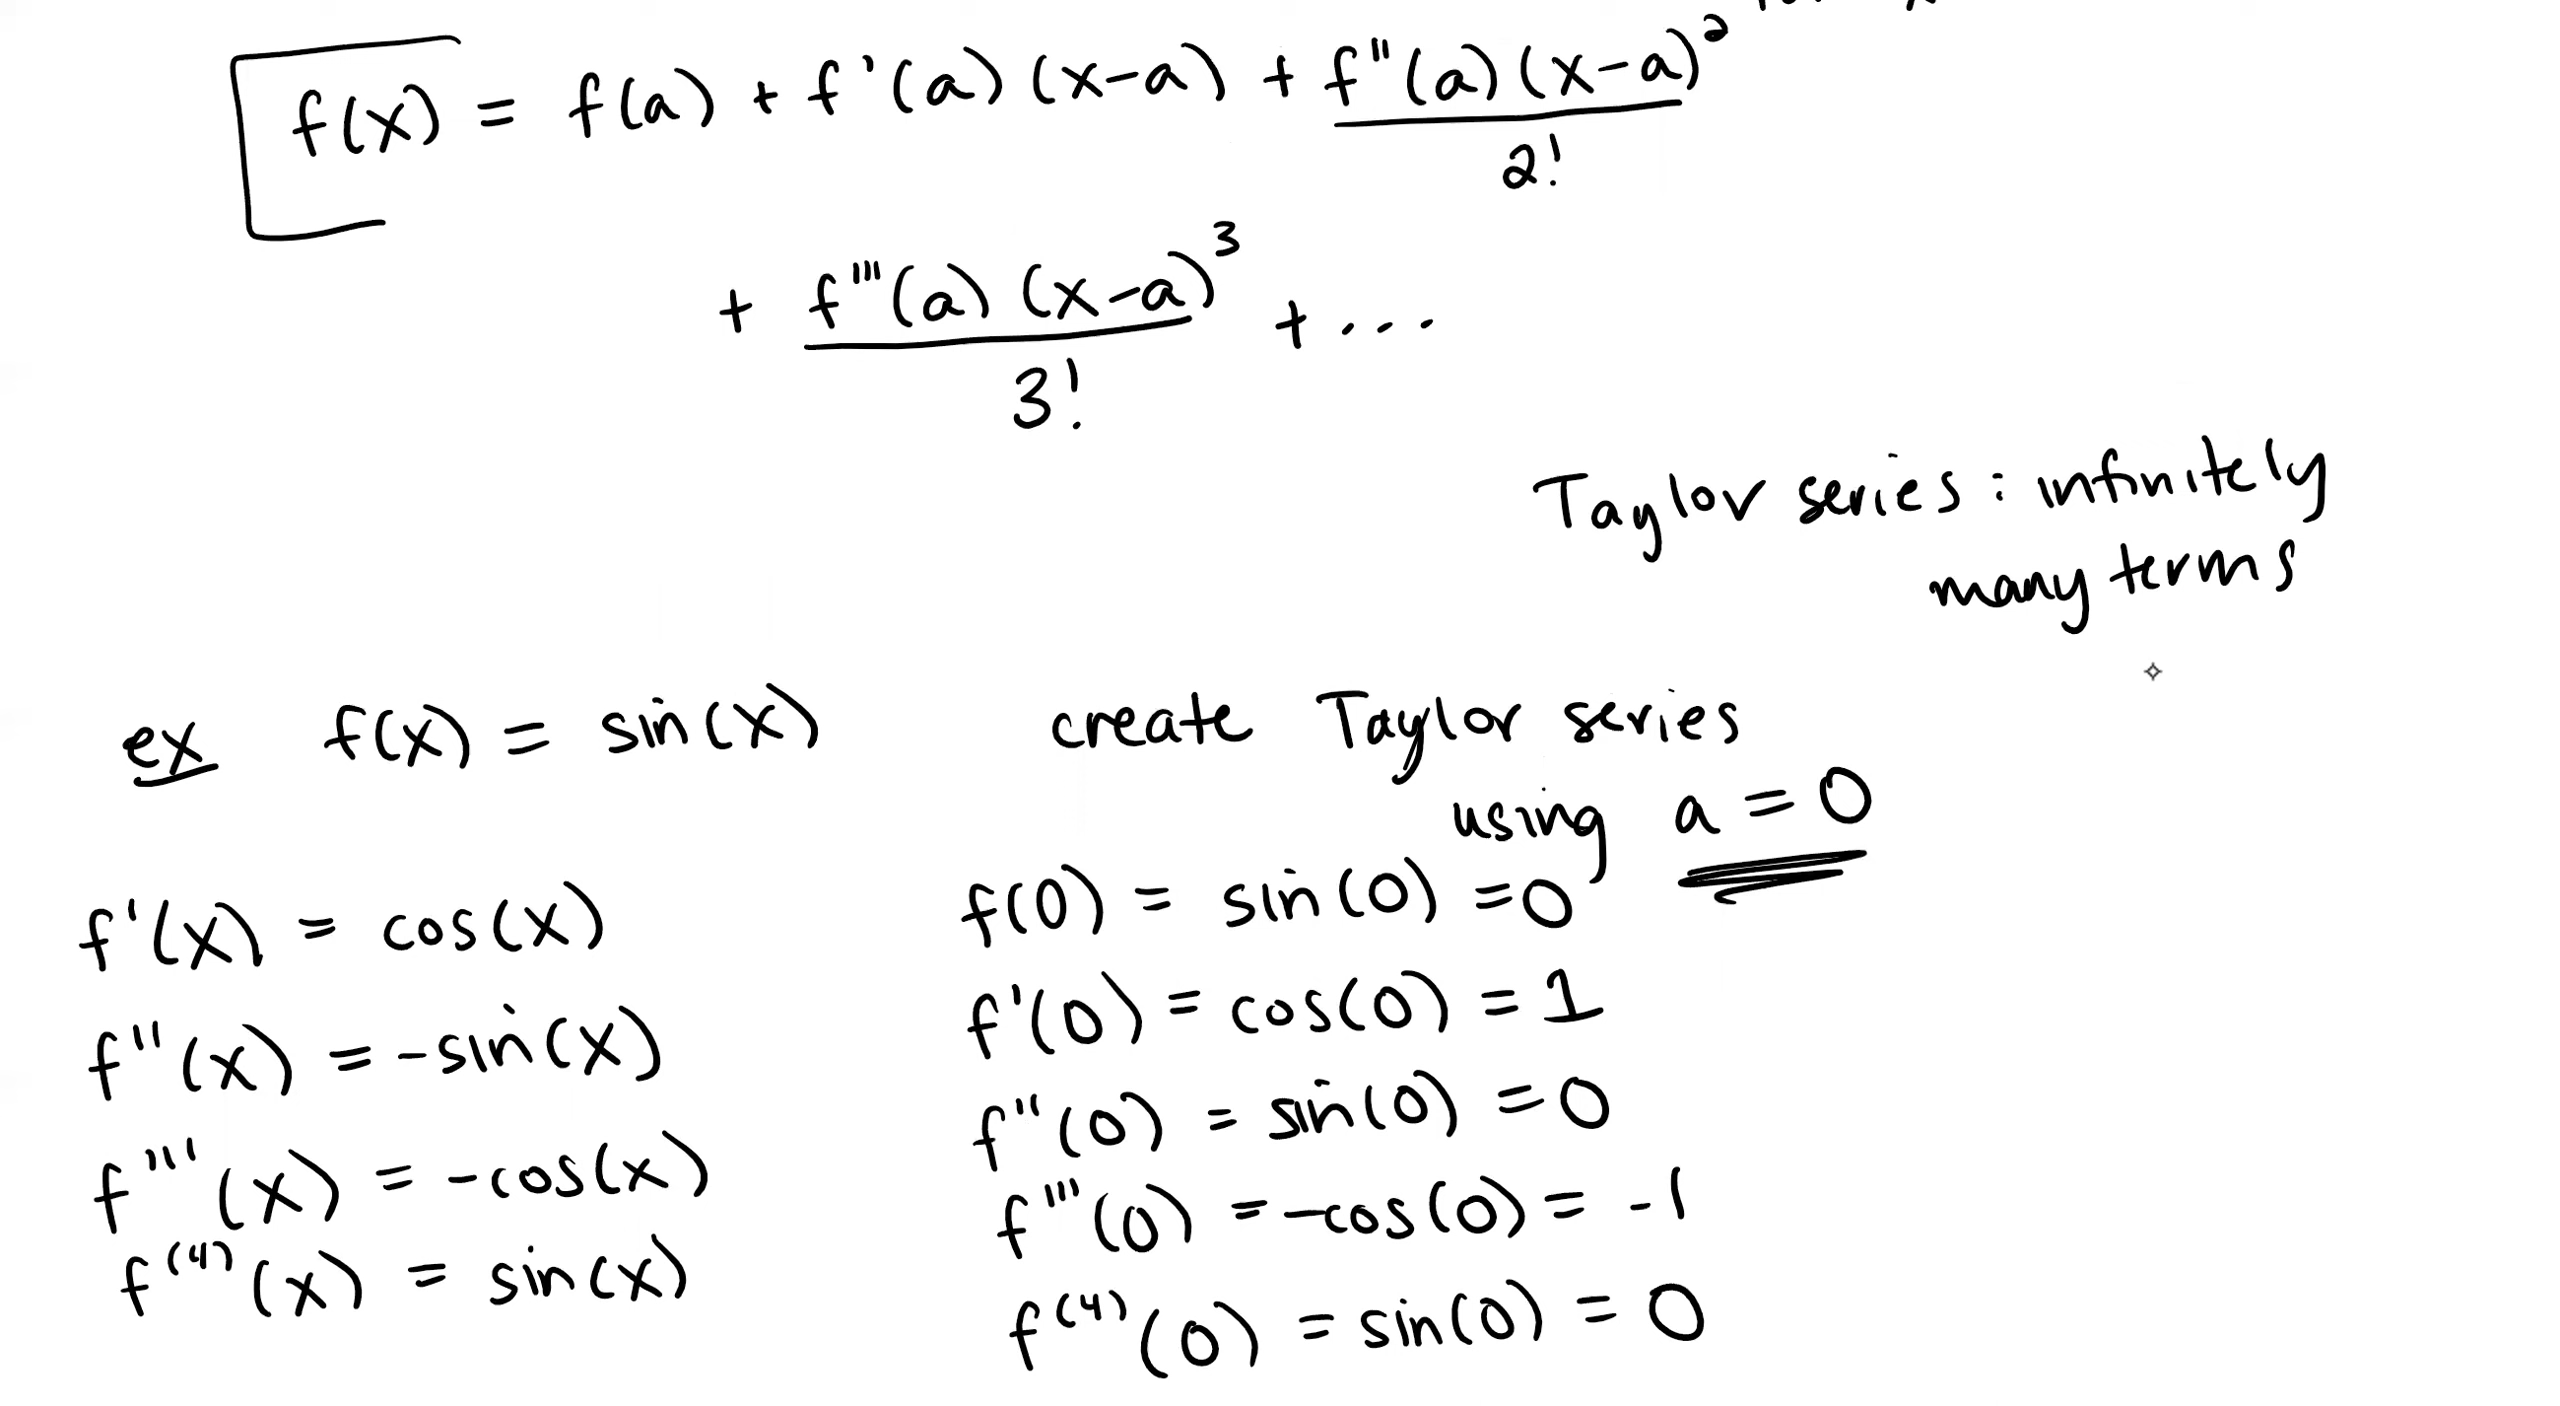 f(x) = f(a) + f'(a) (x-a) + f''(a) (x-a)^2 / 2!
+ f'''(a) (x-a)^3 / 3! + ...
Taylor series : infinitely
many terms
ex f(x) = sin(x) create Taylor series
using a = 0
f'(x) = cos(x)
f''(x) = -sin(x)
f'''(x) = -cos(x)
f^(4)(x) = sin(x)
f(0) = sin(0) = 0
f'(0) = cos(0) = 1
f''(0) = sin(0) = 0
f'''(0) = -cos(0) = -1
f^(4)(0) = sin(0) = 0